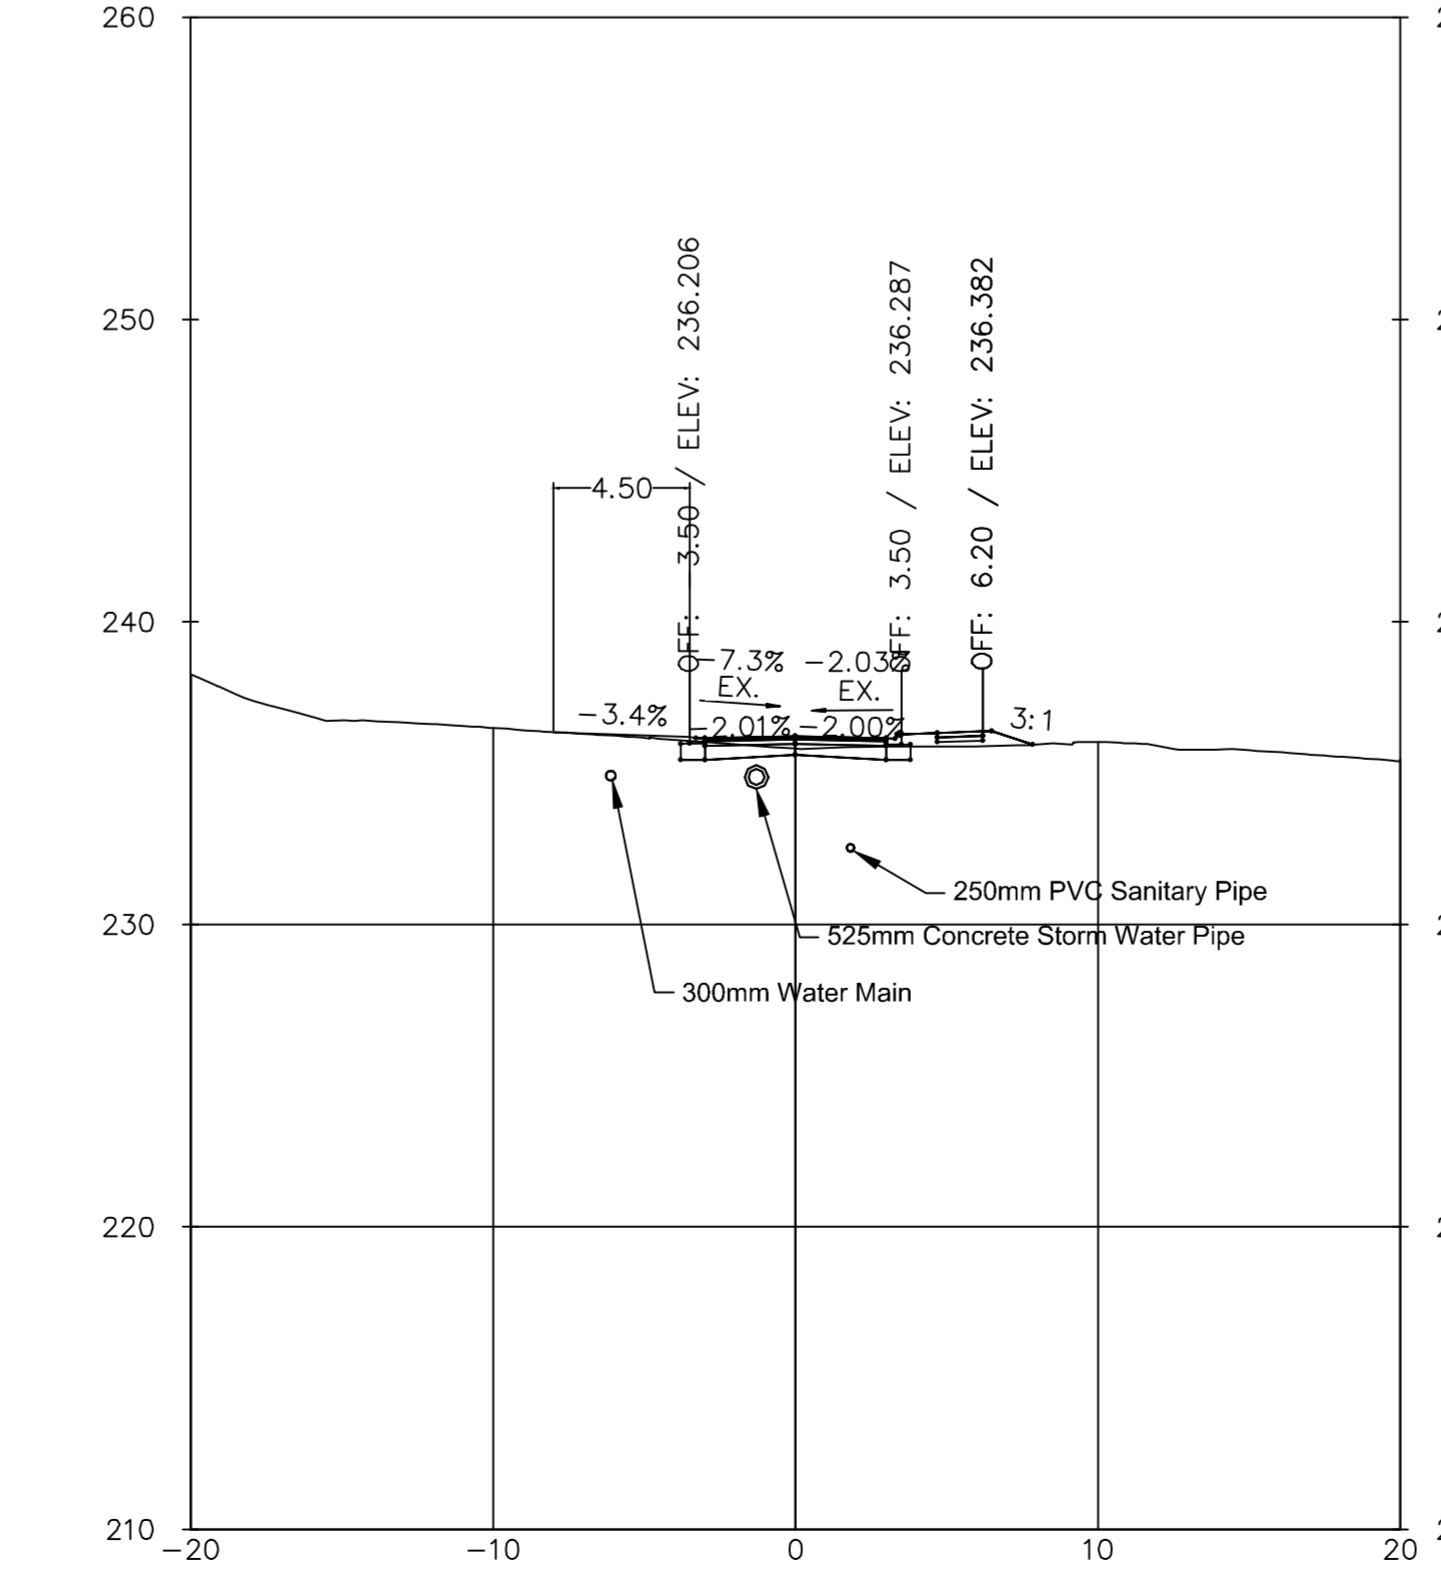 260
250
240
230
220
210
-20
-10
0
10
20
OFF: -3.50 / ELEV: 236.206
OFF: 3.50 / ELEV: 236.287
OFF: 6.20 / ELEV: 236.382
4.50
-7.3%
EX.
-2.03%
EX.
-3.4%
-2.01%
-2.00%
3:1
250mm PVC Sanitary Pipe
525mm Concrete Storm Water Pipe
300mm Water Main